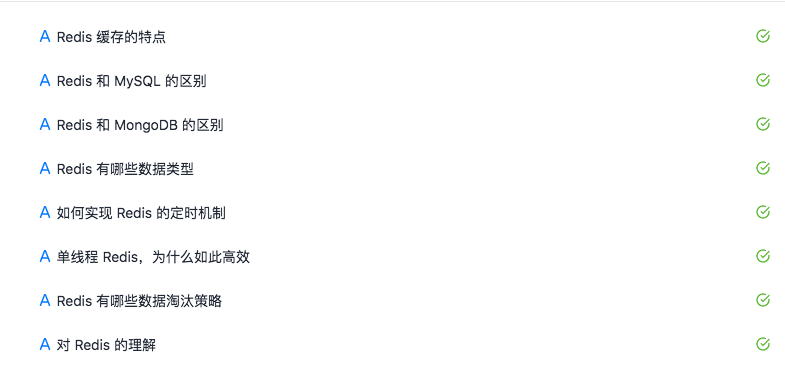 A Redis 缓存的特点
A Redis 和 MySQL 的区别
A Redis 和 MongoDB 的区别
A Redis 有哪些数据类型
A 如何实现 Redis 的定时机制
A 单线程 Redis，为什么如此高效
A Redis 有哪些数据淘汰策略
A 对 Redis 的理解